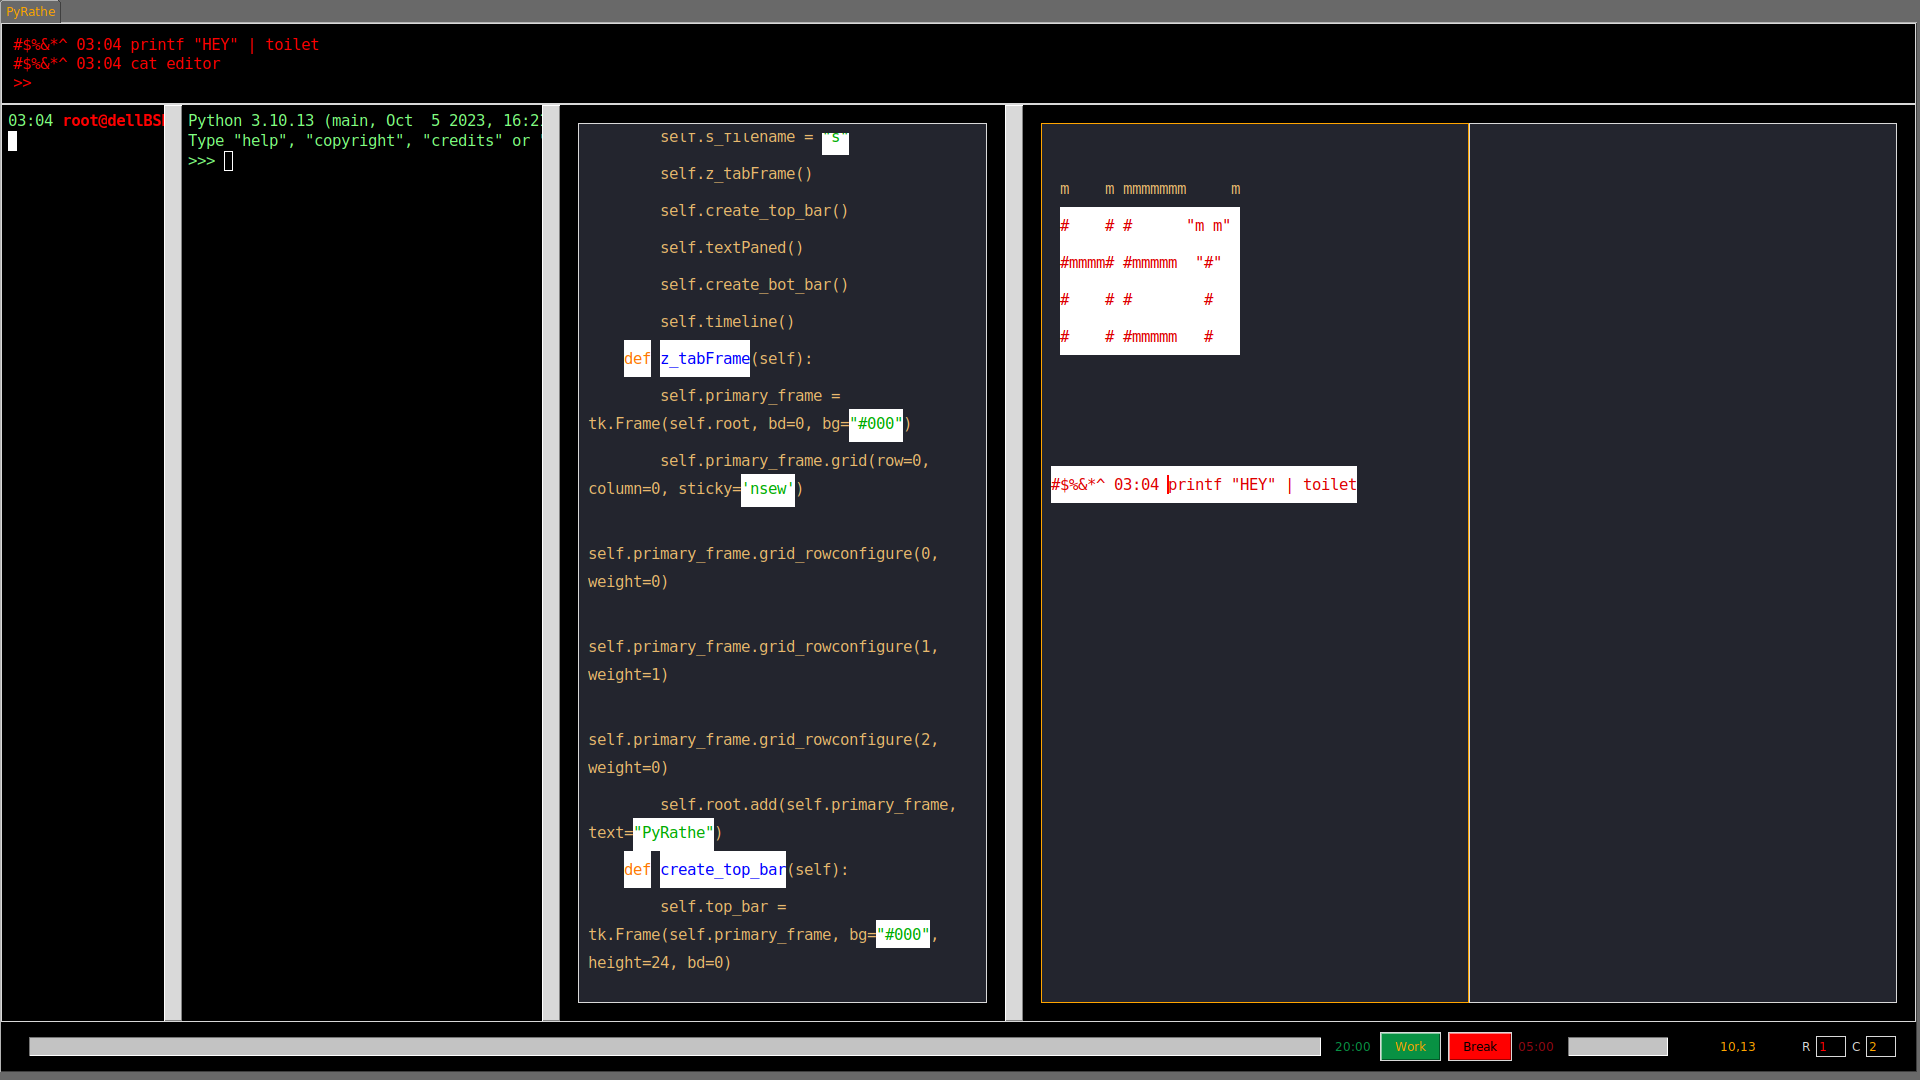 PyRathe
#$%&*^ 03:04 printf "HEY" | toilet
#$%&*^ 03:04 cat editor
>>
03:04 root@dellBS
Python 3.10.13 (main, Oct  5 2023, 16:2
Type "help", "copyright", "credits" or
>>>
        self.s_filename = "s"
        self.z_tabFrame()
        self.create_top_bar()
        self.textPaned()
        self.create_bot_bar()
        self.timeline()
    def z_tabFrame(self):
        self.primary_frame =
tk.Frame(self.root, bd=0, bg="#000")
        self.primary_frame.grid(row=0,
column=0, sticky='nsew')
self.primary_frame.grid_rowconfigure(0,
weight=0)
self.primary_frame.grid_rowconfigure(1,
weight=1)
self.primary_frame.grid_rowconfigure(2,
weight=0)
        self.root.add(self.primary_frame,
text="PyRathe")
    def create_top_bar(self):
        self.top_bar =
tk.Frame(self.primary_frame, bg="#000",
height=24, bd=0)
 m    m mmmmmmm     m
 #    # #      "m m"
 #mmmm# #mmmmm  "#"
 #    # #        #
 #    # #mmmmm   #
#$%&*^ 03:04 printf "HEY" | toilet
20:00 Work Break 05:00 10,13 R 1 C 2